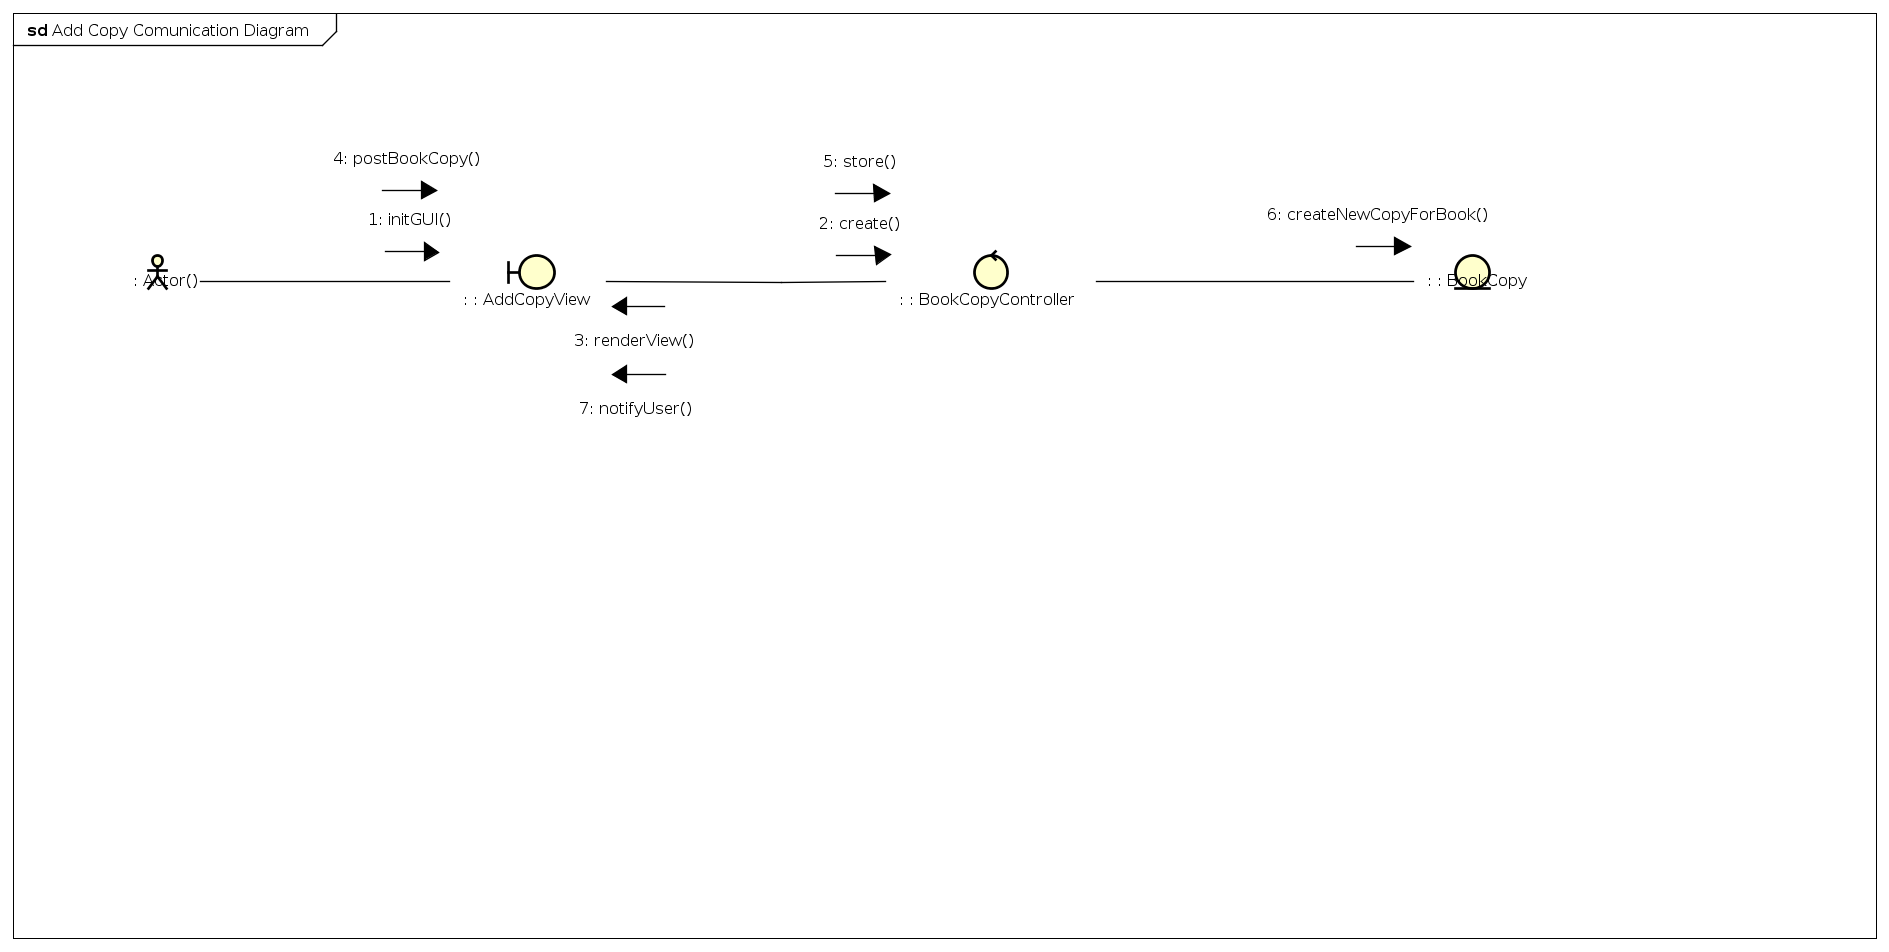 sd Add Copy Comunication Diagram
4: postBookCopy()
5: store()
1: initGUI()
2: create()
6: createNewCopyForBook()
: Actor()
: : AddCopyView
: : BookCopyController
: : BookCopy
3: renderView()
7: notifyUser()